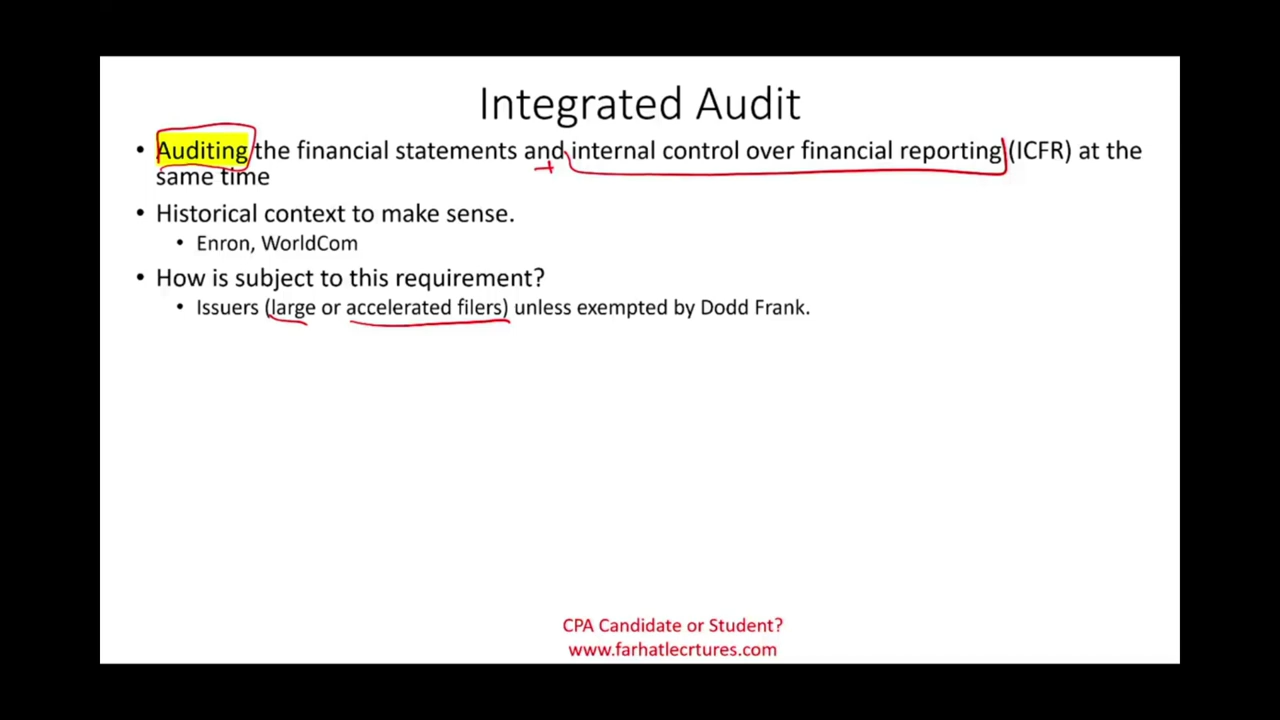 Integrated Audit
• Auditing the financial statements and internal control over financial reporting (ICFR) at the
same time
• Historical context to make sense.
• Enron, WorldCom
• How is subject to this requirement?
• Issuers (large or accelerated filers) unless exempted by Dodd Frank.
CPA Candidate or Student?
www.farhatlecrtures.com